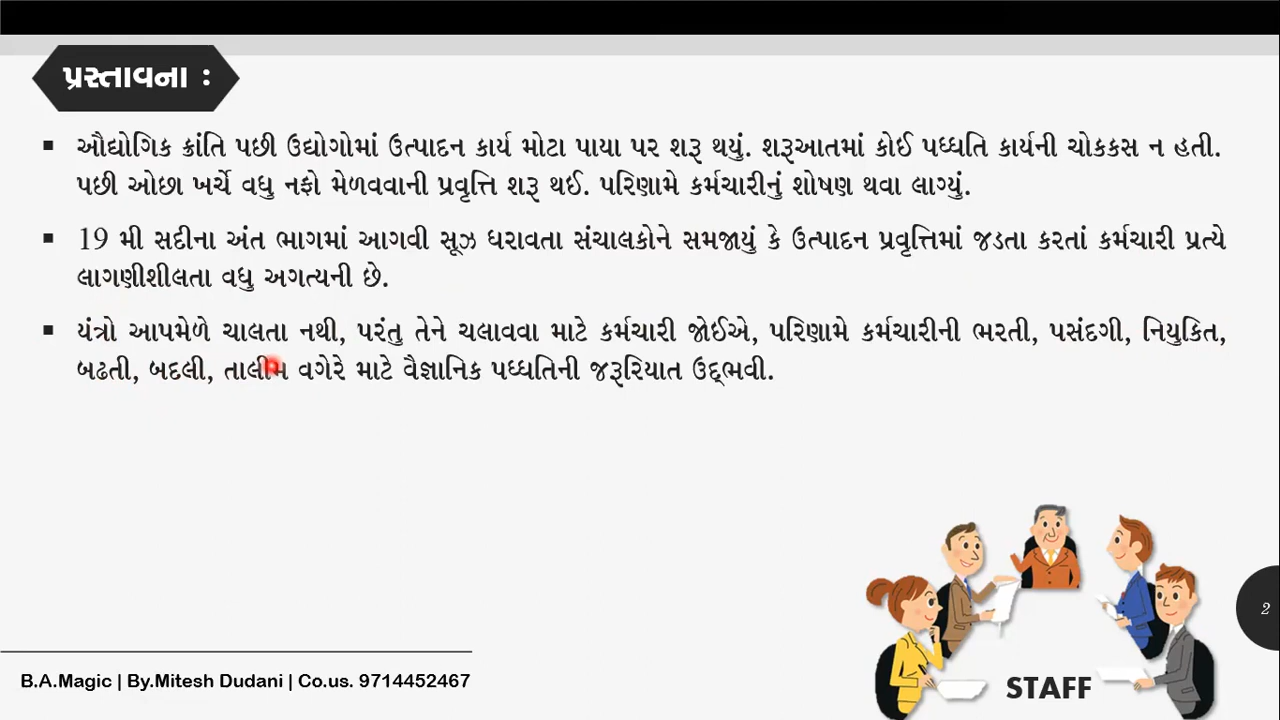 પ્રસ્તાવના :
ઔદ્યોગિક ક્રાંતિ પછી ઉદ્યોગોમાં ઉત્પાદન કાર્ય મોટા પાયા પર શરૂ થયું. શરૂઆતમાં કોઈ પધ્ધતિ કાર્યની ચોકકસ ન હતી.
પછી ઓછા ખર્ચે વધુ નફો મેળવવાની પ્રવૃત્તિ શરૂ થઈ. પરિણામે કર્મચારીનું શોષણ થવા લાગ્યું.
19 મી સદીના અંત ભાગમાં આગવી સૂઝ ધરાવતા સંચાલકોને સમજાયું કે ઉત્પાદન પ્રવૃત્તિમાં જડતા કરતાં કર્મચારી પ્રત્યે
લાગણીશીલતા વધુ અગત્યની છે.
યંત્રો આપમેળે ચાલતા નથી, પરંતુ તેને ચલાવવા માટે કર્મચારી જોઈએ, પરિણામે કર્મચારીની ભરતી, પસંદગી, નિયુકિત,
બઢતી, બદલી, તાલીમ વગેરે માટે વૈજ્ઞાનિક પધ્ધતિની જરૂરિયાત ઉદ્‌ભવી.
2
STAFF
B.A.Magic | By.Mitesh Dudani | Co.us. 9714452467